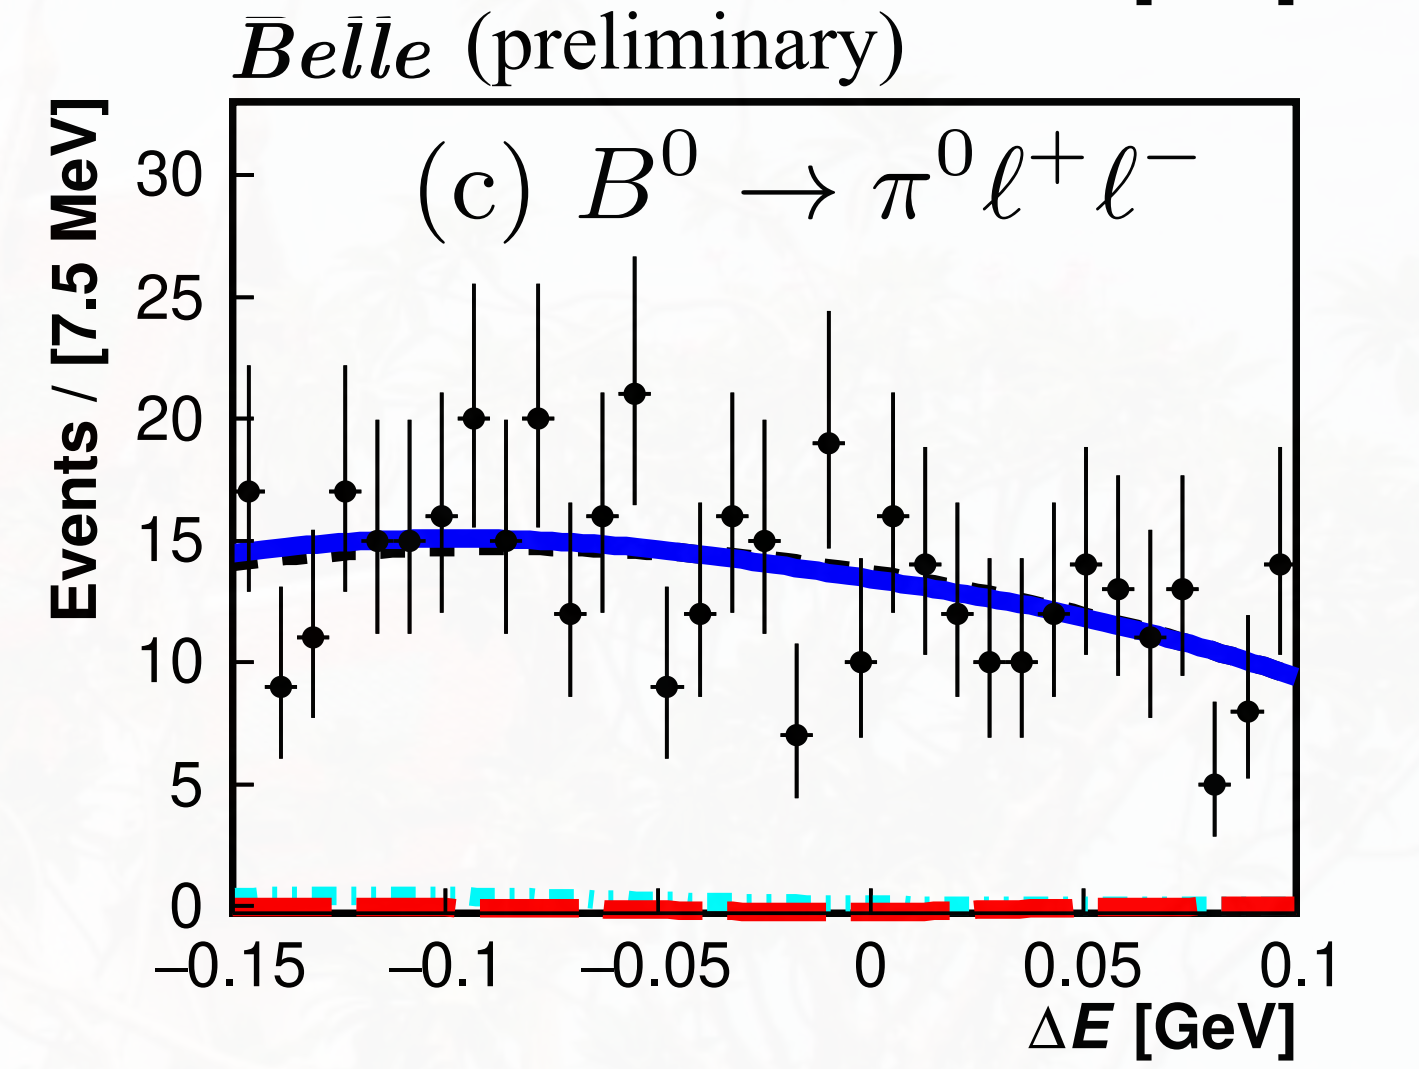 Belle (preliminary)
(c) B⁰ → π⁰ℓ⁺ℓ⁻
Events / [7.5 MeV]
30
25
20
15
10
5
0
–0.15 –0.1 –0.05 0 0.05 0.1
ΔE [GeV]